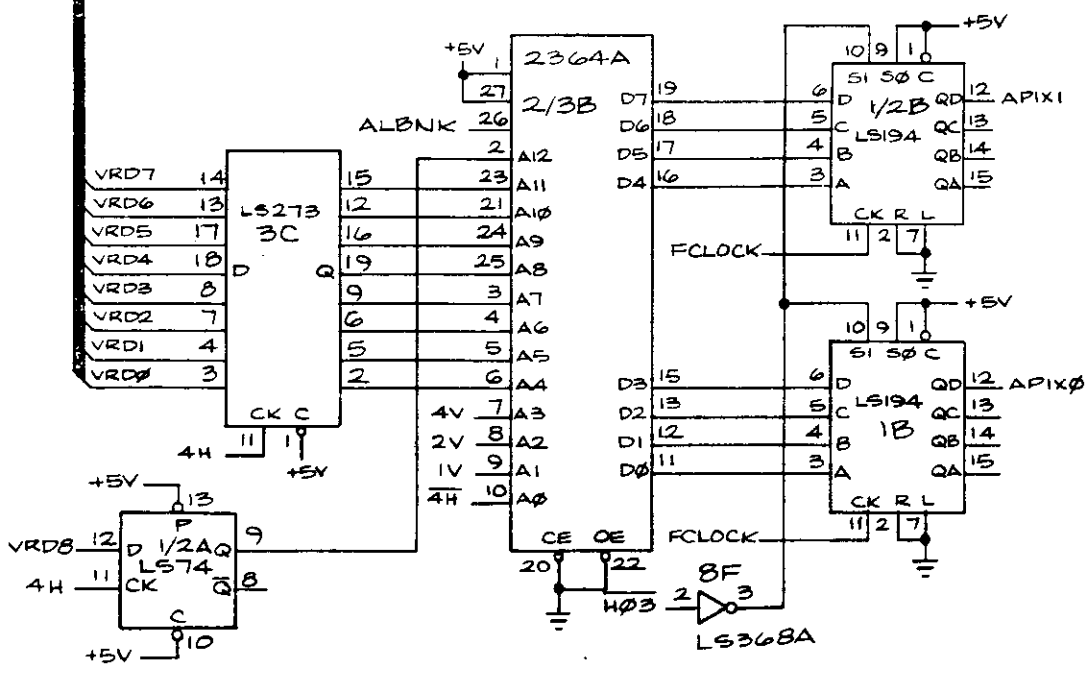 +5V
10 9 1
S1 SØ C
6 D 1/2B QD 12 APIX1
5 C LS194 QC 13
4 B QB 14
3 A QA 15
CK R L
11 2 7
FCLOCK
+5V
1 2364A
27 2/3B D7 19
ALBNK 26 D6 18
2 A12 D5 17
23 A11 D4 16
21 A1Ø
24 A9
25 A8
3 A7
4 A6
5 A5
6 A4 D3 15
4V 7 A3 D2 13
2V 8 A2 D1 12
1V 9 A1 DØ 11
4H 10 AØ
CE OE
20 22
VRD7 14 15
VRD6 13 LS273 12
VRD5 17 3C 16
VRD4 18 D Q 19
VRD3 8 9
VRD2 7 6
VRD1 4 5
VRDØ 3 2
CK C
4H 11 1
+5V
+5V
10 9 1
S1 SØ C
6 D LS194 QD 12 APIXØ
5 C 1B QC 13
4 B QB 14
3 A QA 15
CK R L
11 2 7
FCLOCK
+5V 13
P
VRD8 12 D 1/2A Q 9
4H 11 CK LS74 Q 8
C
+5V 10
8F
HØ3 2 3
LS368A